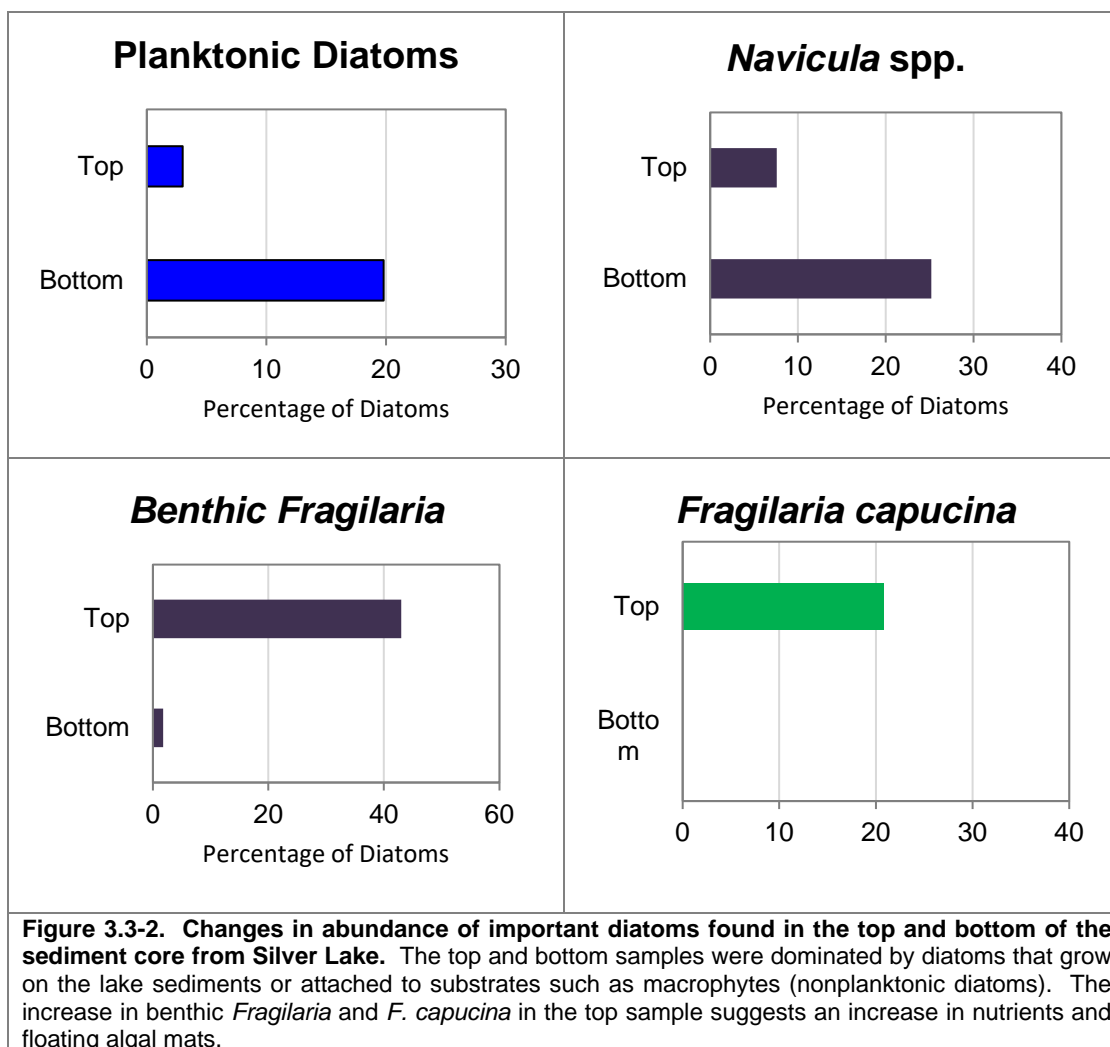 Planktonic Diatoms
Top
Bottom
0 10 20 30
Percentage of Diatoms
Navicula spp.
Top
Bottom
0 10 20 30 40
Percentage of Diatoms
Benthic Fragilaria
Top
Bottom
0 20 40 60
Percentage of Diatoms
Fragilaria capucina
Top
Botto
m
0 10 20 30 40
Figure 3.3-2. Changes in abundance of important diatoms found in the top and bottom of the
sediment core from Silver Lake. The top and bottom samples were dominated by diatoms that grow
on the lake sediments or attached to substrates such as macrophytes (nonplanktonic diatoms). The
increase in benthic Fragilaria and F. capucina in the top sample suggests an increase in nutrients and
floating algal mats.